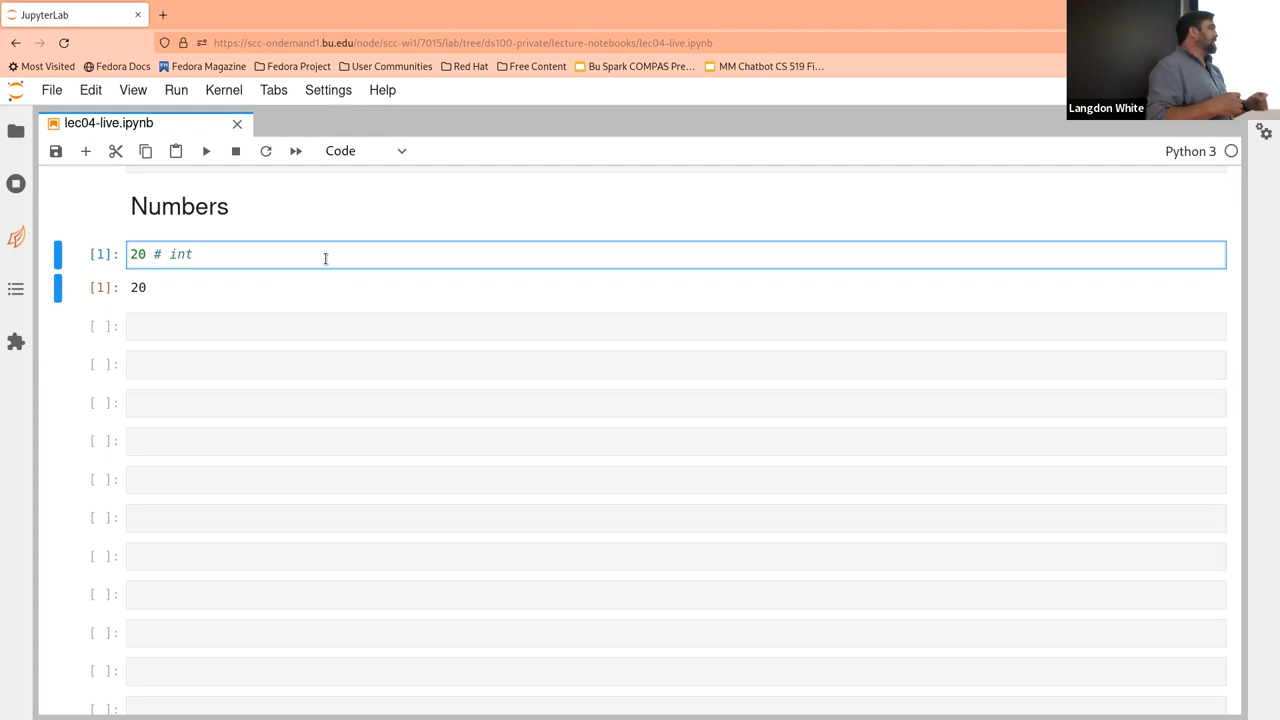 JupyterLab
https://scc-ondemand1.bu.edu/node/scc-wi1/7015/lab/tree/ds100-private/lecture-notebooks/lec04-live.ipynb
Most Visited Fedora Docs Fedora Magazine Fedora Project User Communities Red Hat Free Content Bu Spark COMPAS Pre… MM Chatbot CS 519 Fi…
Langdon White
File Edit View Run Kernel Tabs Settings Help
lec04-live.ipynb
Code Python 3
Numbers
[1]: 20 # int
[1]: 20
[ ]:
[ ]:
[ ]:
[ ]:
[ ]:
[ ]:
[ ]:
[ ]:
[ ]:
[ ]:
[ ]: